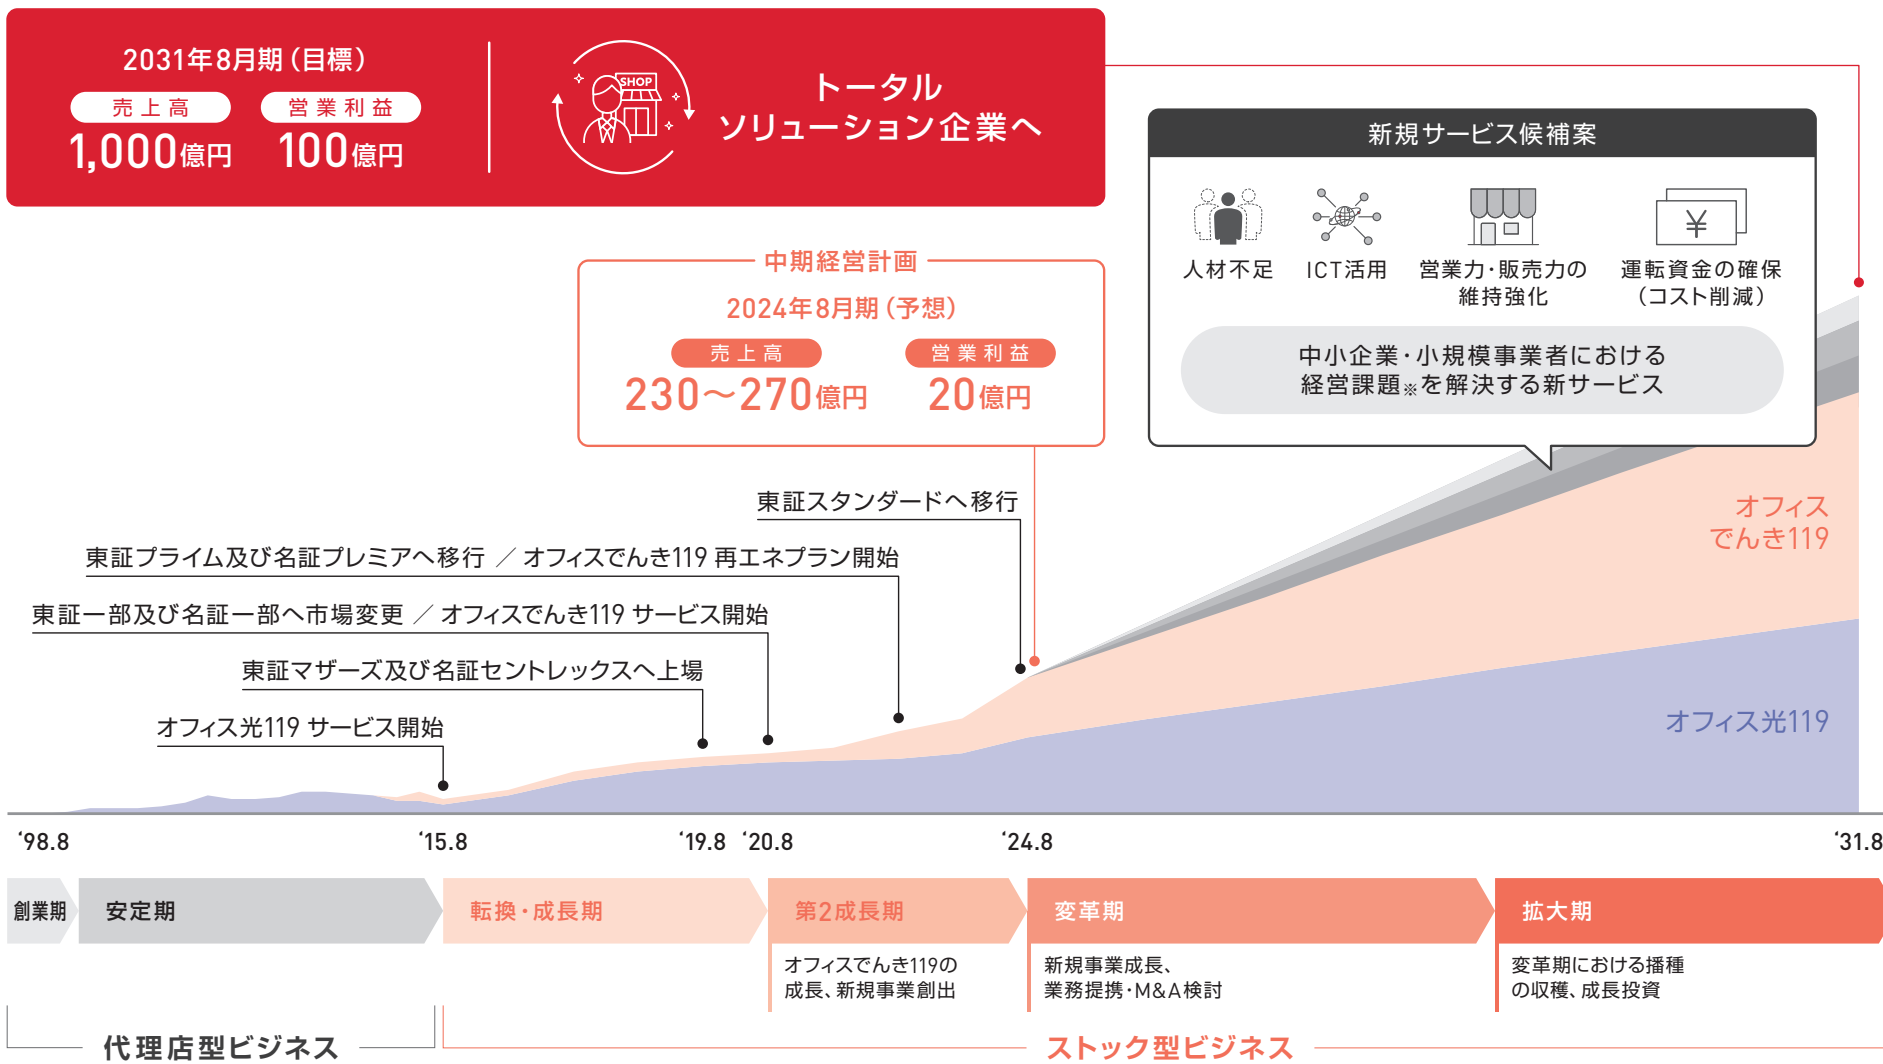 2031年8月期（目標）
売上高
1,000億円
営業利益
100億円
SHOP
トータル
ソリューション企業へ
新規サービス候補案
人材不足
ICT活用
営業力・販売力の
維持強化
運転資金の確保
（コスト削減）
中小企業・小規模事業者における
経営課題※を解決する新サービス
中期経営計画
2024年8月期（予想）
売上高
230～270億円
営業利益
20億円
東証スタンダードへ移行
東証プライム及び名証プレミアへ移行 ／ オフィスでんき119 再エネプラン開始
東証一部及び名証一部へ市場変更 ／ オフィスでんき119 サービス開始
東証マザーズ及び名証セントレックスへ上場
オフィス光119 サービス開始
オフィス
でんき119
オフィス光119
‘98.8
‘15.8
‘19.8
‘20.8
‘24.8
‘31.8
創業期
安定期
転換・成長期
第2成長期
変革期
拡大期
オフィスでんき119の
成長、新規事業創出
新規事業成長、
業務提携・M&A検討
変革期における播種
の収穫、成長投資
代理店型ビジネス
ストック型ビジネス